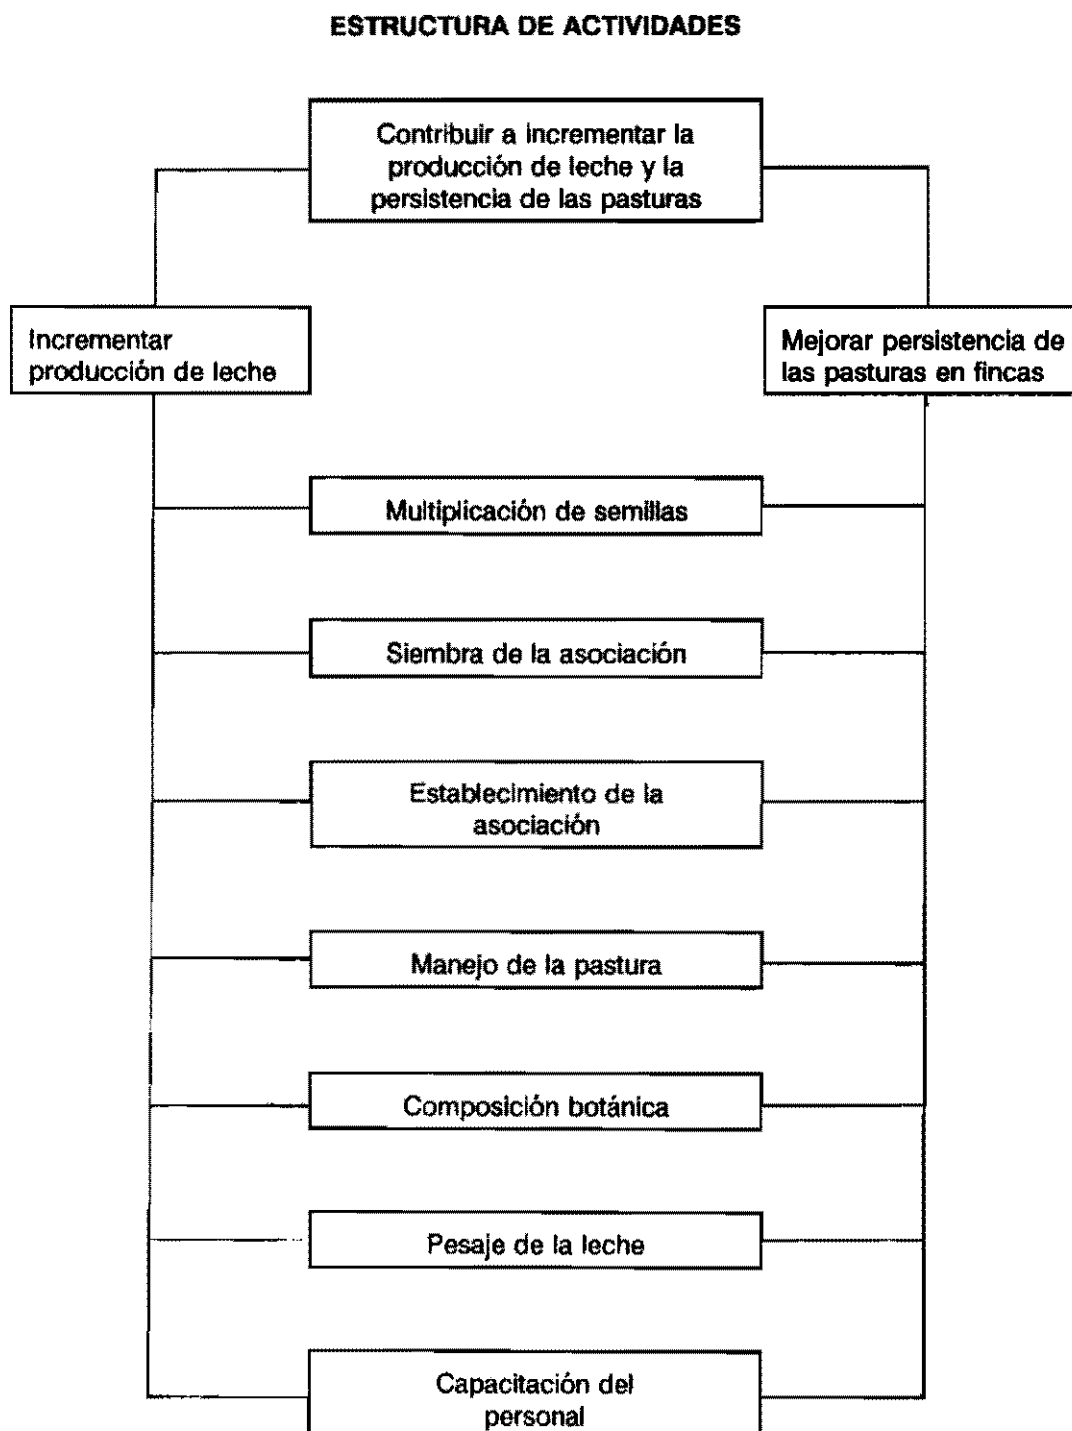 ESTRUCTURA DE ACTIVIDADES
Contribuir a incrementar la
producción de leche y la
persistencia de las pasturas
Incrementar
producción de leche
Mejorar persistencia de
las pasturas en fincas
Multiplicación de semillas
Siembra de la asociación
Establecimiento de la
asociación
Manejo de la pastura
Composición botánica
Pesaje de la leche
Capacitación del
personal